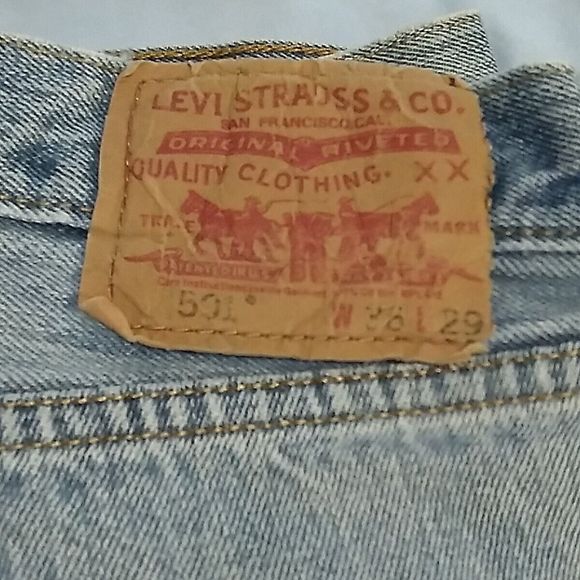 LEVI STRAUSS & CO.
SAN FRANCISCO, CAL.
ORIGINAL RIVETED
QUALITY CLOTHING. XX
TRADE MARK
501®
W L 29